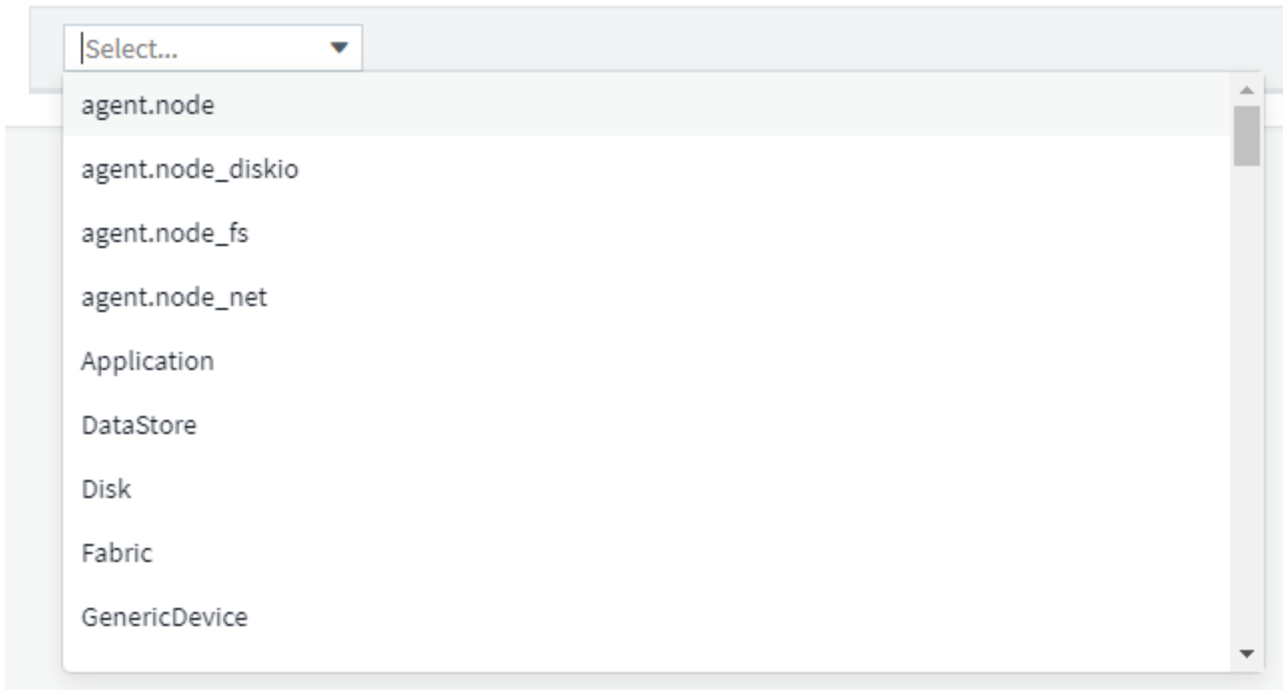 Select...
agent.node
agent.node_diskio
agent.node_fs
agent.node_net
Application
DataStore
Disk
Fabric
GenericDevice